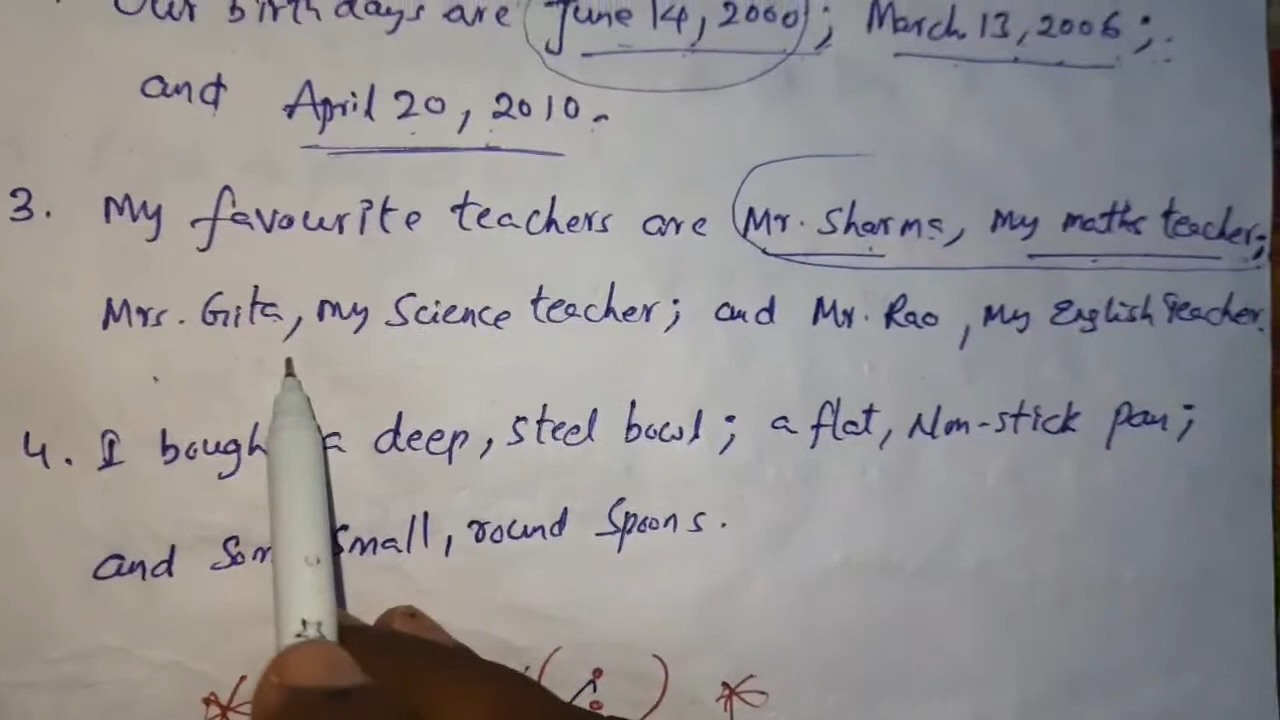 Our birthdays are June 14, 2000; March 13, 2006;
and April 20, 2010.
3. My favourite teachers are Mr. Sharma, my maths teacher;
Mrs. Gita, my Science teacher; and Mr. Rao, my English teacher.
4. I a deep, steel bowl; a flat, Non-stick pan;
and small, round Spoons.